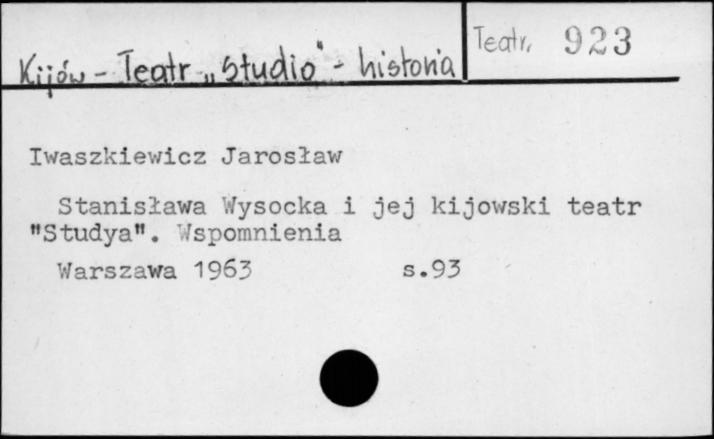 Kijów - Teatr „Studio" - historia
Teatr. 923
Iwaszkiewicz Jarosław
Stanisława Wysocka i jej kijowski teatr
"Studya". Wspomnienia
Warszawa 1963 s.93